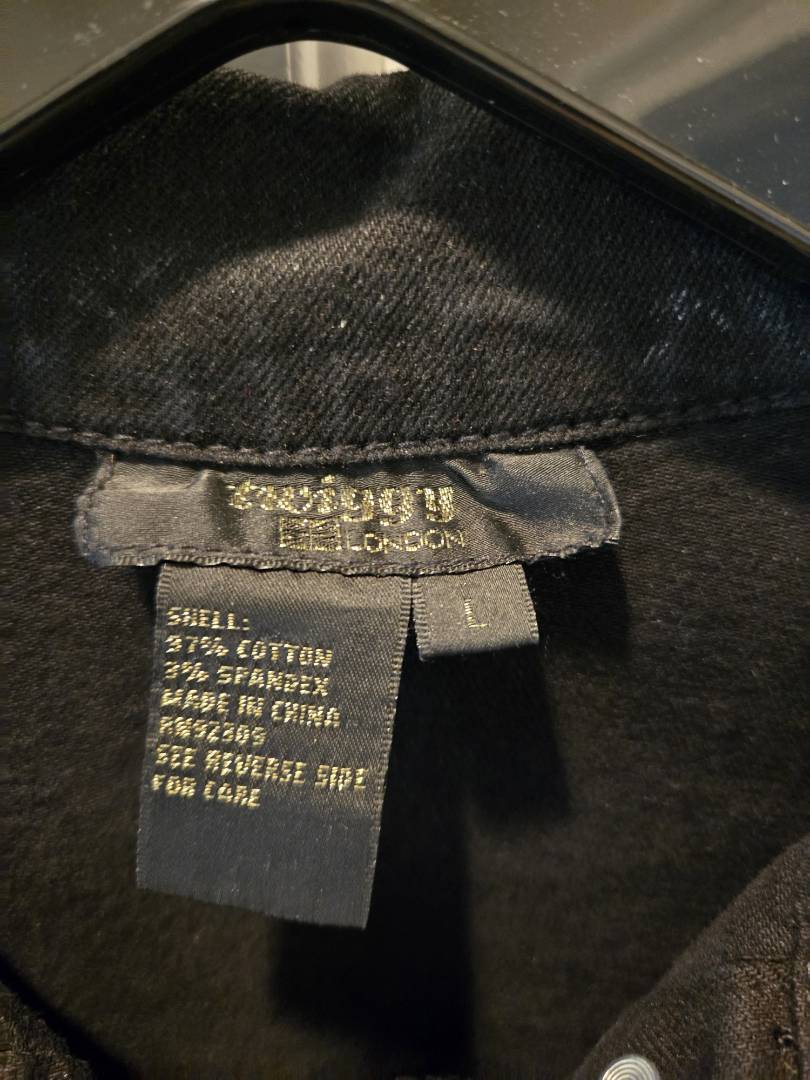 twiggy
LONDON
L
SHELL:
97% COTTON
3% SPANDEX
MADE IN CHINA
RN92309
SEE REVERSE SIDE
FOR CARE